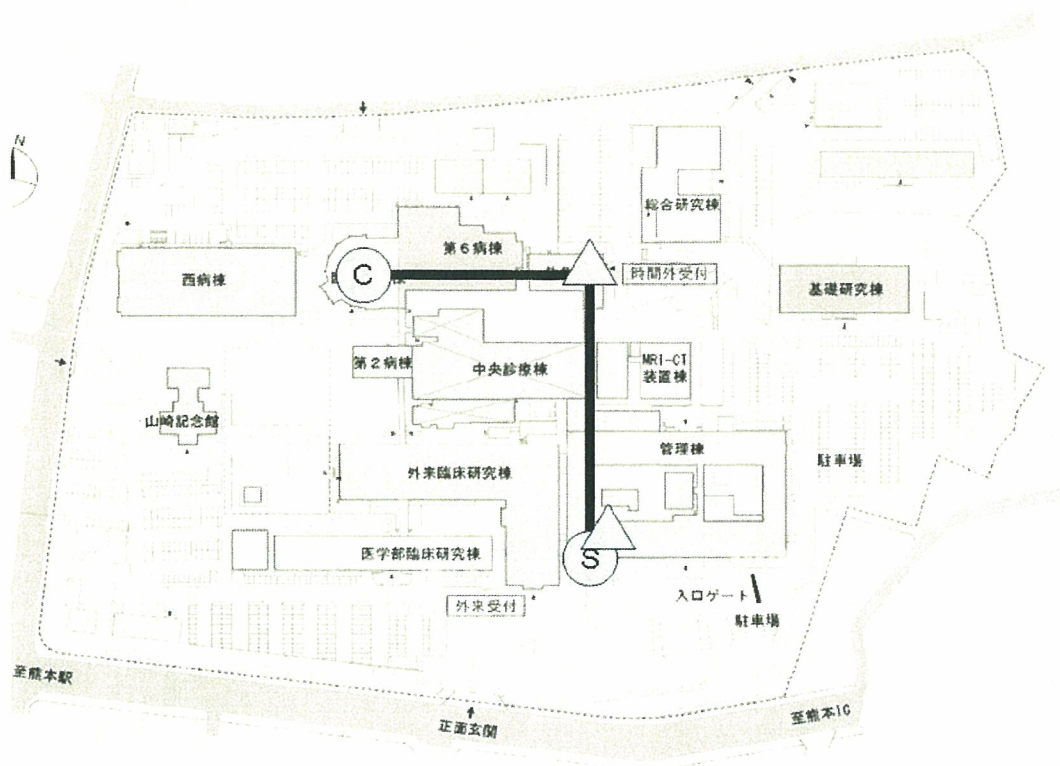 N
総合研究棟
第6病棟
C
時間外受付
西病棟
基礎研究棟
第2病棟
中央診療棟
MRI-CT
装置棟
山崎記念館
管理棟
駐車場
外来臨床研究棟
医学部臨床研究棟
S
入口ゲート
外来受付
駐車場
至熊本駅
正面玄関
至熊本IC